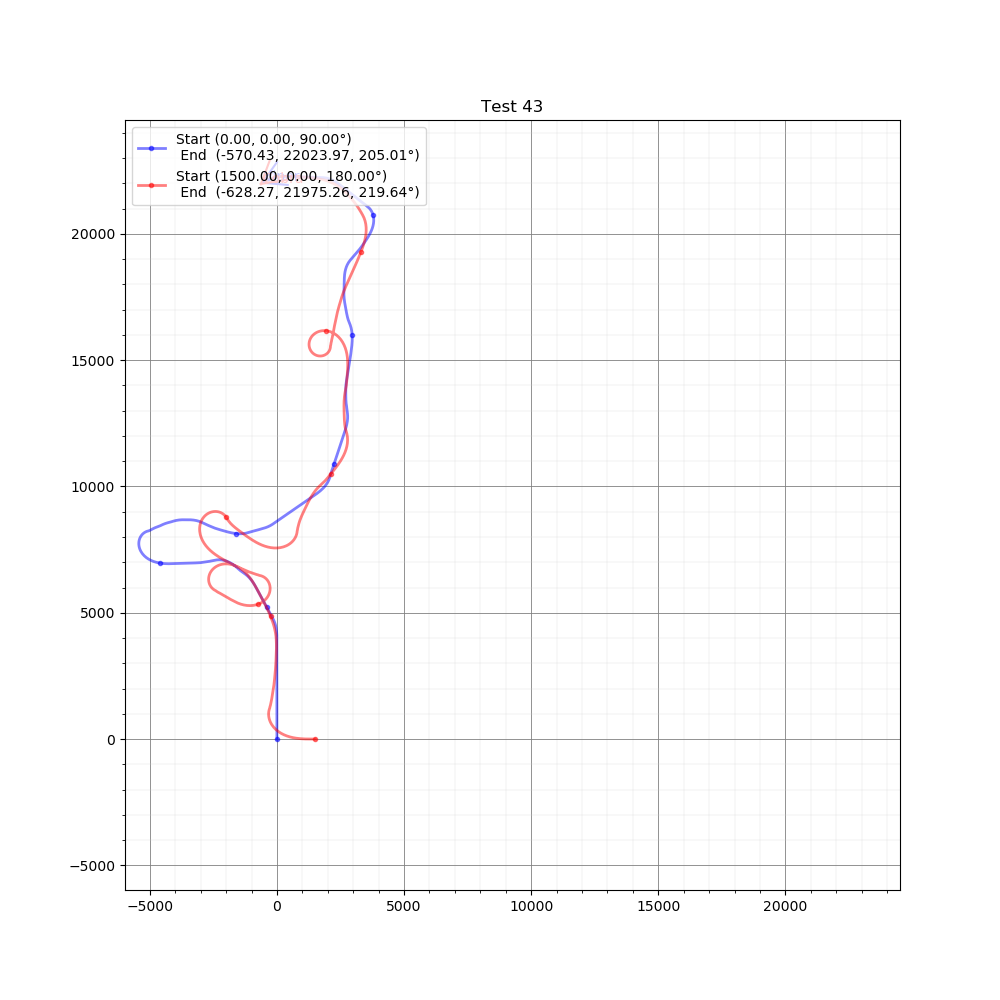 Test 43
Start (0.00, 0.00, 90.00°)
End  (-570.43, 22023.97, 205.01°)
Start (1500.00, 0.00, 180.00°)
End  (-628.27, 21975.26, 219.64°)
20000
15000
10000
5000
0
−5000
−5000 0 5000 10000 15000 20000